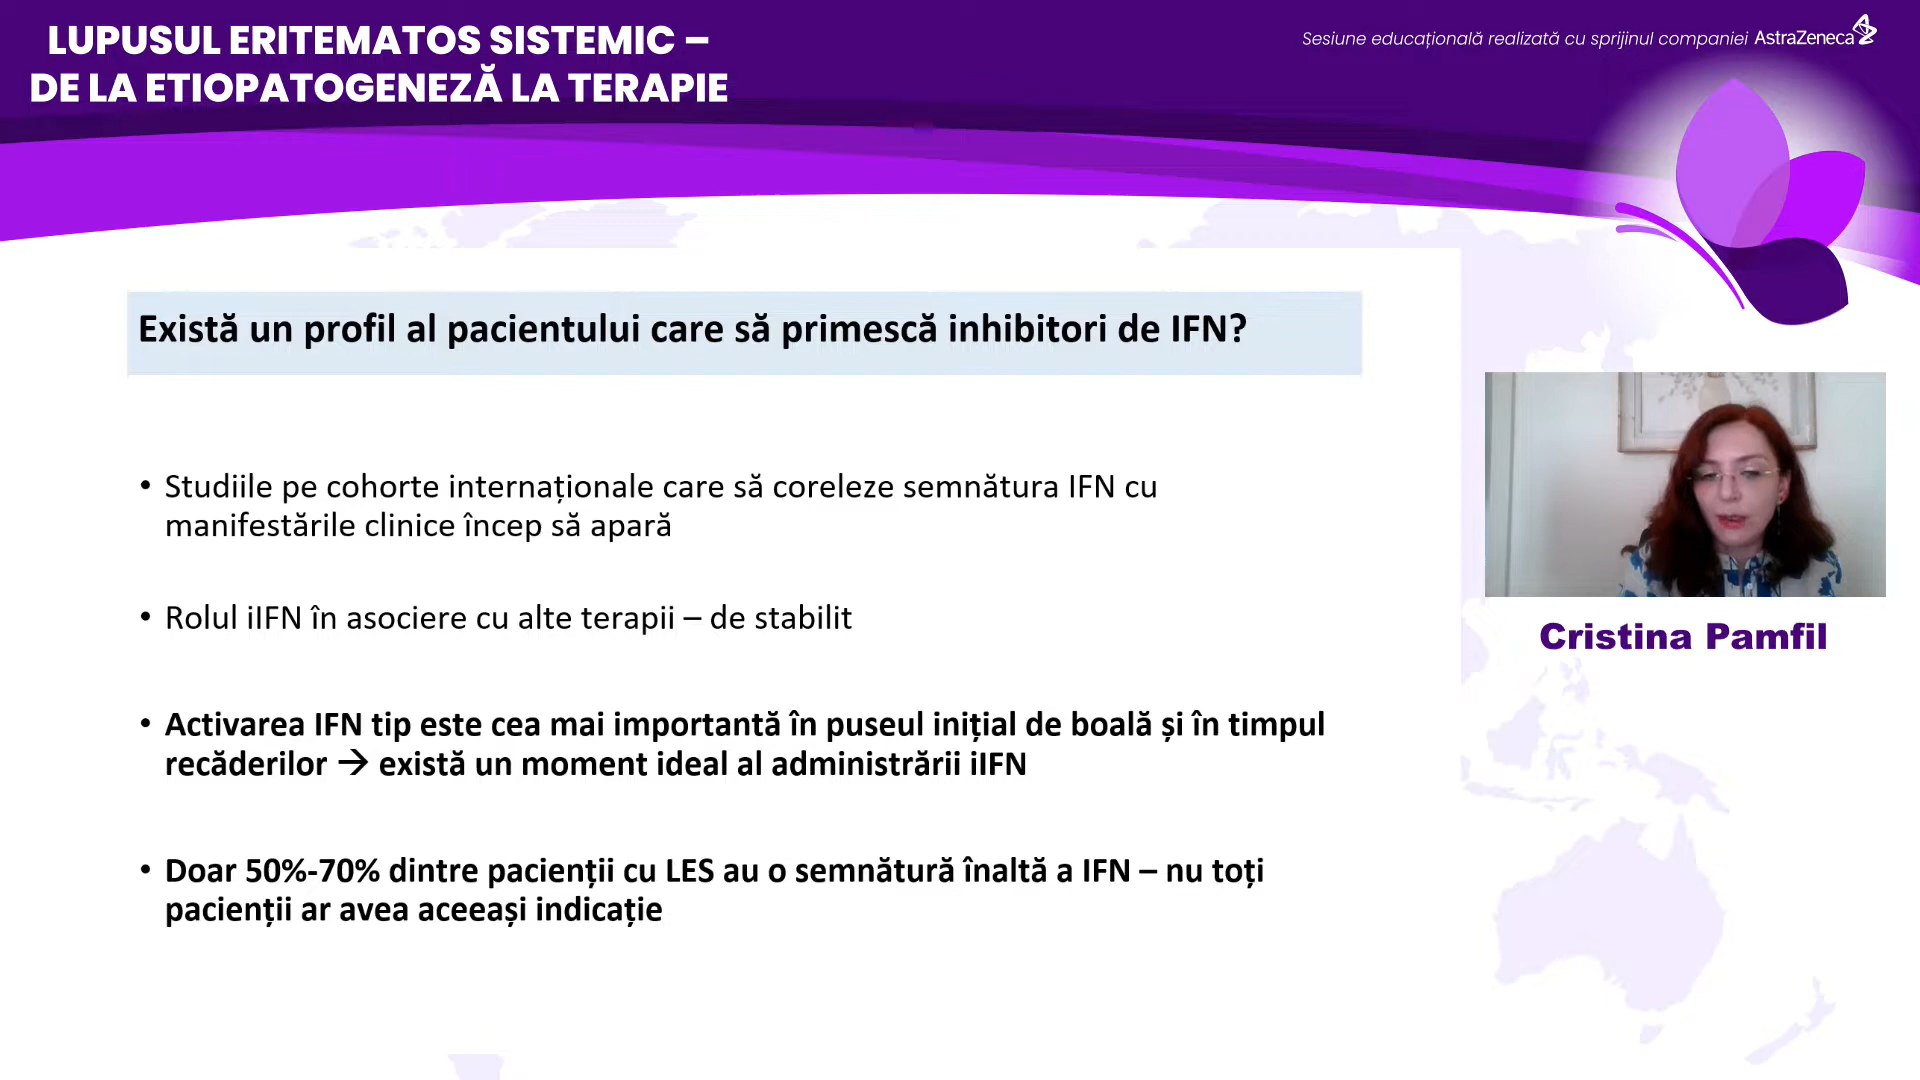 LUPUSUL ERITEMATOS SISTEMIC –
DE LA ETIOPATOGENEZĂ LA TERAPIE
Sesiune educațională realizată cu sprijinul companiei AstraZeneca
Există un profil al pacientului care să primescă inhibitori de IFN?
• Studiile pe cohorte internaționale care să coreleze semnătura IFN cu
manifestările clinice încep să apară
• Rolul iIFN în asociere cu alte terapii – de stabilit
• Activarea IFN tip este cea mai importantă în puseul inițial de boală și în timpul
recăderilor → există un moment ideal al administrării iIFN
• Doar 50%-70% dintre pacienții cu LES au o semnătură înaltă a IFN – nu toți
pacienții ar avea aceeași indicație
Cristina Pamfil